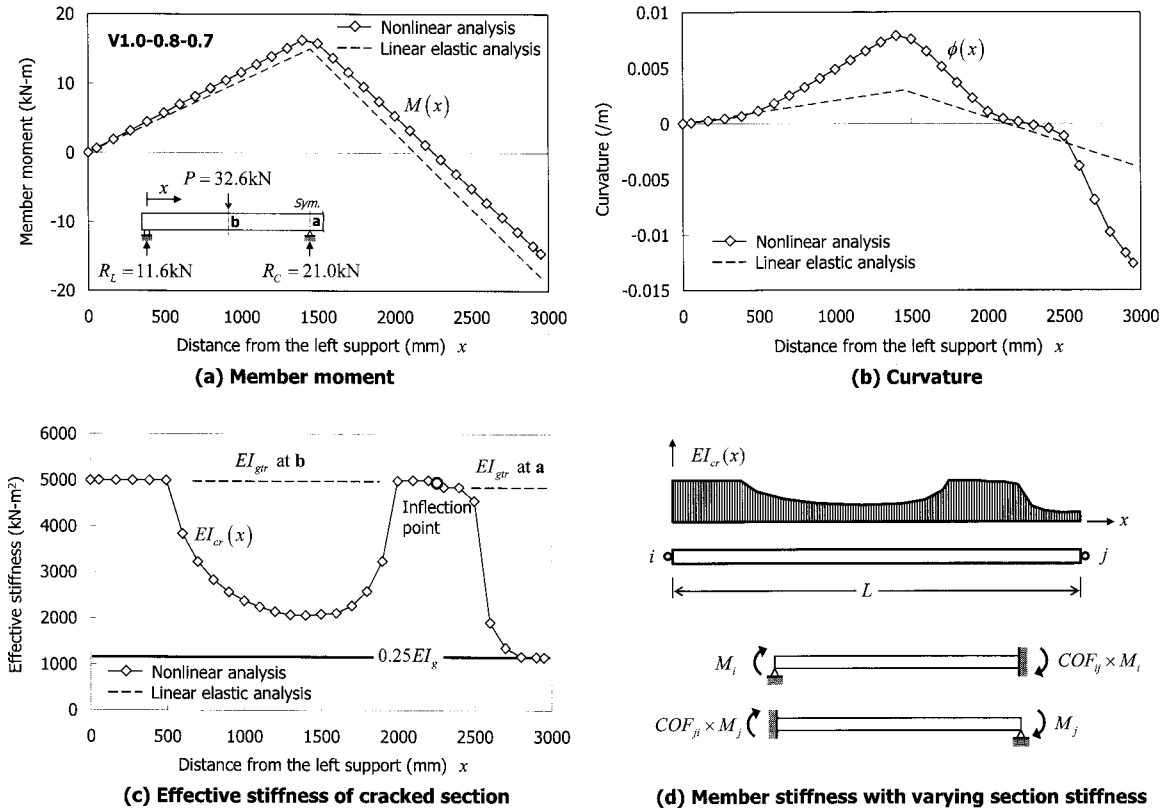 20
10
0
-10
-20
Member moment (kN-m)
V1.0-0.8-0.7
Nonlinear analysis
Linear elastic analysis
M(x)
P = 32.6kN
x
Sym.
b
a
R_L = 11.6kN
R_C = 21.0kN
0
500
1000
1500
2000
2500
3000
Distance from the left support (mm) x
(a) Member moment
0.01
0.005
0
-0.005
-0.01
-0.015
Curvature (/m)
ϕ(x)
Nonlinear analysis
Linear elastic analysis
0
500
1000
1500
2000
2500
3000
Distance from the left support (mm) x
(b) Curvature
6000
5000
4000
3000
2000
1000
0
Effective stiffness (kN-m²)
EI_gtr at b
EI_gtr at a
Inflection
point
EI_cr(x)
0.25EI_g
Nonlinear analysis
Linear elastic analysis
0
500
1000
1500
2000
2500
3000
Distance from the left support (mm) x
(c) Effective stiffness of cracked section
EI_cr(x)
x
i
j
L
M_i
COF_ij × M_i
COF_ji × M_j
M_j
(d) Member stiffness with varying section stiffness